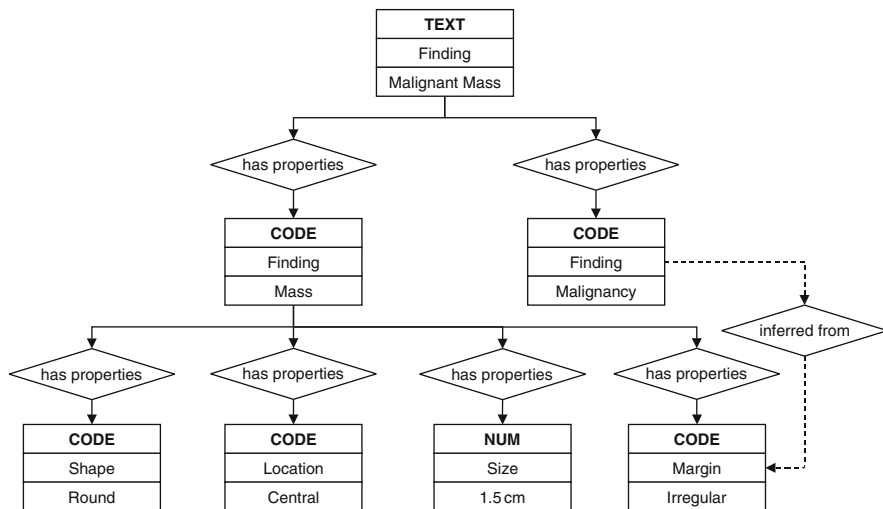 TEXT
Finding
Malignant Mass
has properties
has properties
CODE
Finding
Mass
CODE
Finding
Malignancy
inferred from
has properties
has properties
has properties
has properties
CODE
Shape
Round
CODE
Location
Central
NUM
Size
1.5 cm
CODE
Margin
Irregular